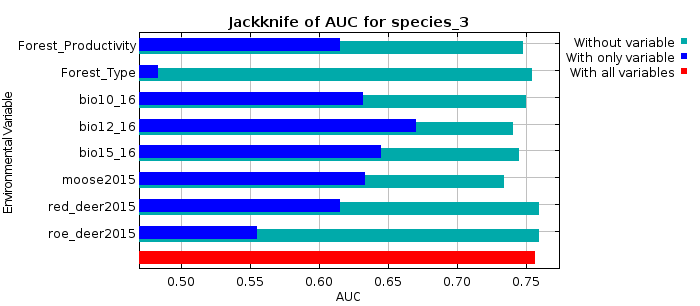 Jackknife of AUC for species_3
Environmental Variable
Forest_Productivity
Forest_Type
bio10_16
bio12_16
bio15_16
moose2015
red_deer2015
roe_deer2015
0.50 0.55 0.60 0.65 0.70 0.75
AUC
Without variable
With only variable
With all variables